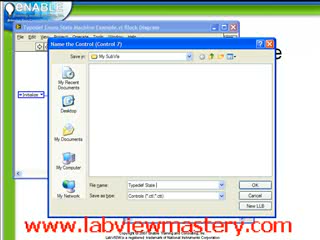 eNABLE
Typedef Enum State Machine Example.vi Block Diagram
Name the Control (Control 7)
Save in:
My SubVIs
Initialize
My Recent
Documents
Desktop
My Documents
My Computer
My Network
File name:
Typedef State
OK
Save as type:
Controls (*.ctl;*.ctt)
Cancel
New LLB
www.labviewmastery.com